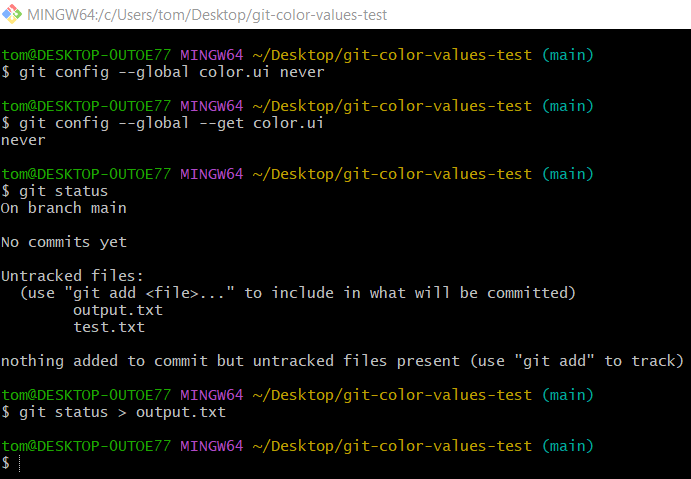 MINGW64:/c/Users/tom/Desktop/git-color-values-test
tom@DESKTOP-OUTOE77 MINGW64 ~/Desktop/git-color-values-test (main)
$ git config --global color.ui never
tom@DESKTOP-OUTOE77 MINGW64 ~/Desktop/git-color-values-test (main)
$ git config --global --get color.ui
never
tom@DESKTOP-OUTOE77 MINGW64 ~/Desktop/git-color-values-test (main)
$ git status
On branch main
No commits yet
Untracked files:
  (use "git add <file>..." to include in what will be committed)
        output.txt
        test.txt
nothing added to commit but untracked files present (use "git add" to track)
tom@DESKTOP-OUTOE77 MINGW64 ~/Desktop/git-color-values-test (main)
$ git status > output.txt
tom@DESKTOP-OUTOE77 MINGW64 ~/Desktop/git-color-values-test (main)
$